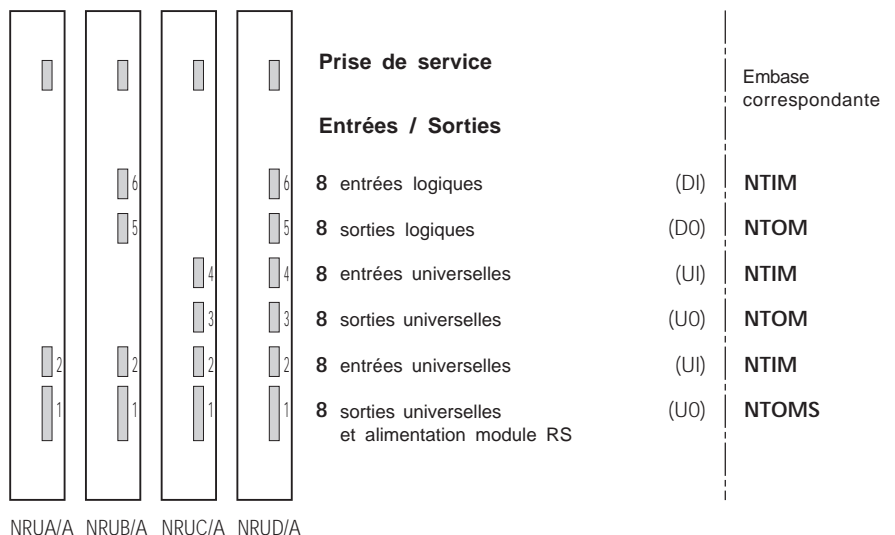 Prise de service
Embase
correspondante
Entrées / Sorties
6 6 8 entrées logiques (DI) NTIM
5 5 8 sorties logiques (D0) NTOM
4 4 8 entrées universelles (UI) NTIM
3 3 8 sorties universelles (U0) NTOM
2 2 2 2 8 entrées universelles (UI) NTIM
1 1 1 1 8 sorties universelles (U0) NTOMS
et alimentation module RS
NRUA/A NRUB/A NRUC/A NRUD/A